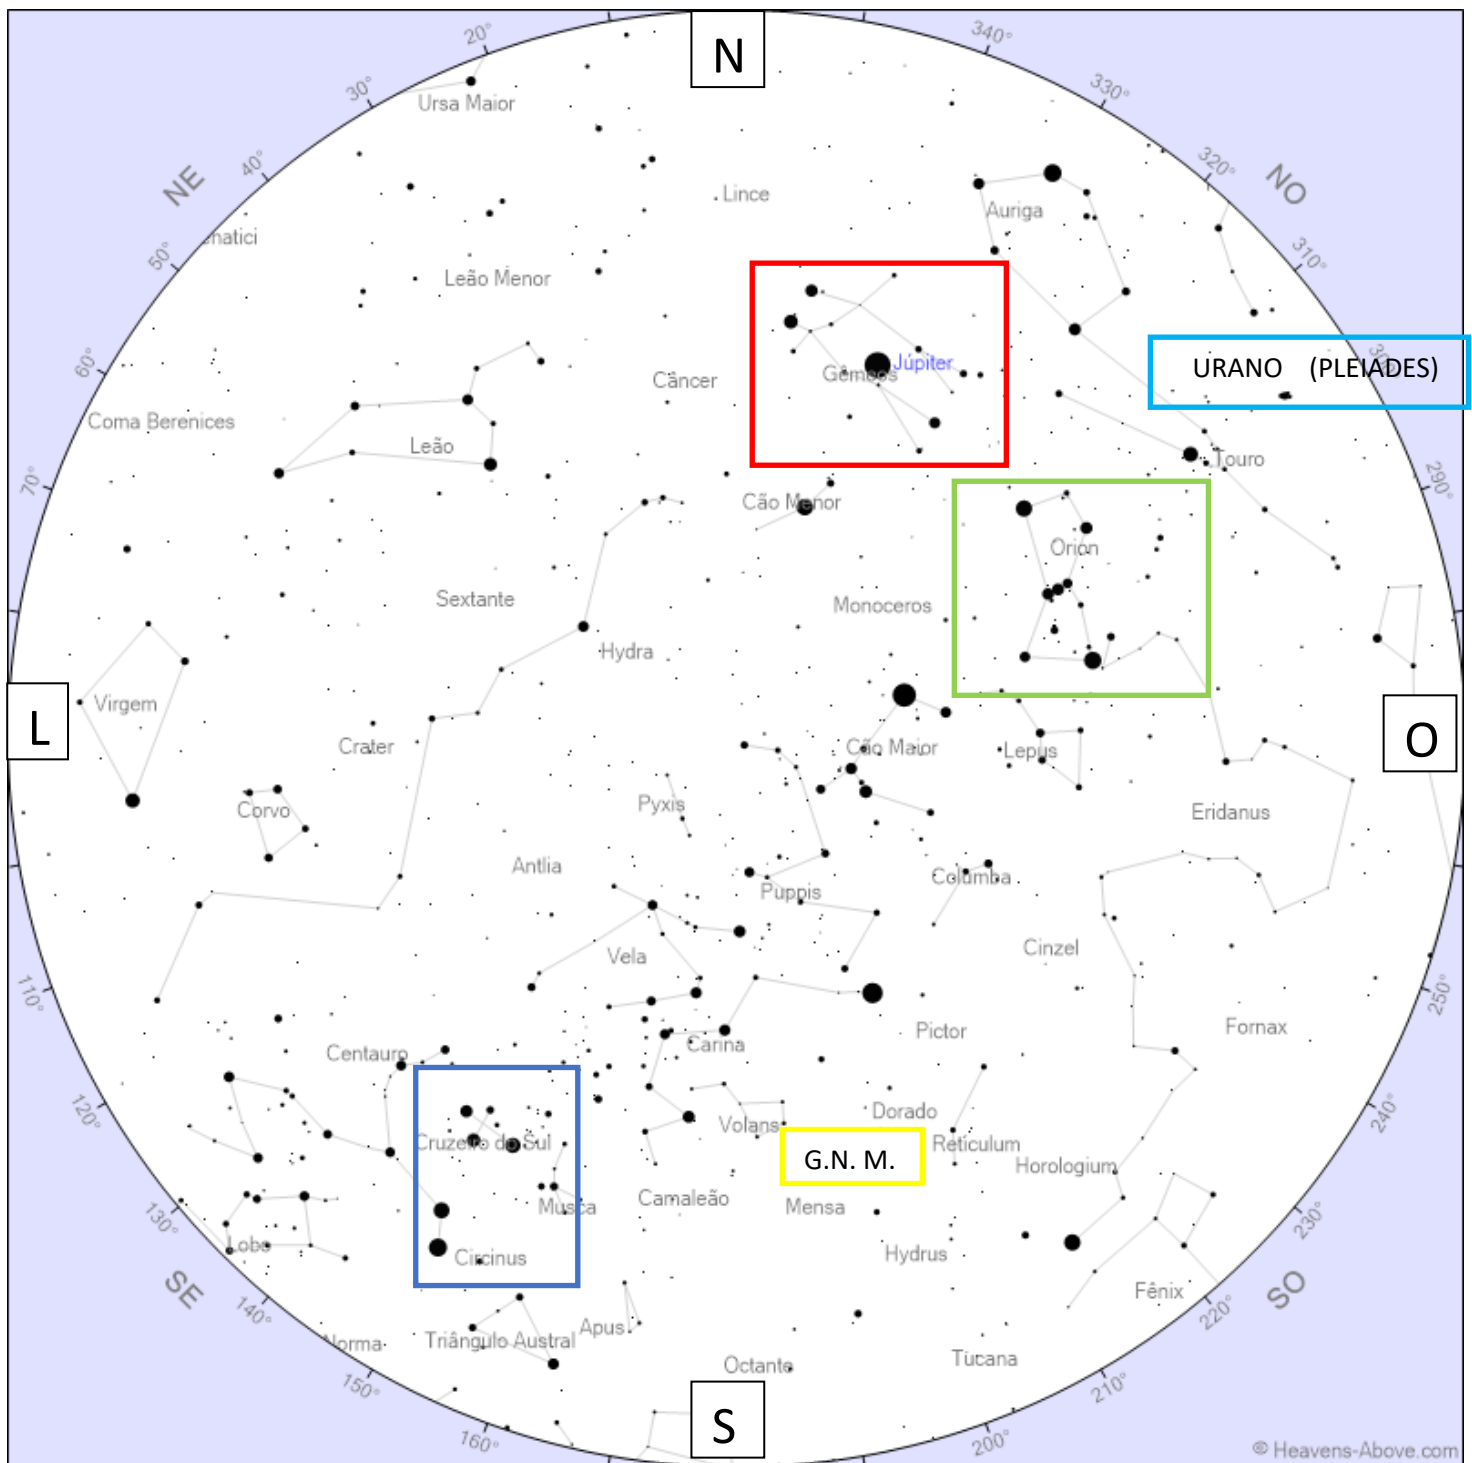 N
20°
340°
30°
Ursa Maior
330°
40°
NE
320°
NO
Lince
Auriga
natici
50°
310°
Leão Menor
60°
URANO (PLEIADES)
Júpiter
Gêmeos
Câncer
Coma Berenices
Leão
Touro
70°
290°
Cão Menor
Orion
Sextante
Monoceros
Hydra
L
Virgem
O
Crater
Cão Maior
Lepus
Pyxis
Corvo
Eridanus
Antlia
Puppis
Columba
Vela
Cinzel
110°
250°
Pictor
Fornax
Carina
Centauro
120°
Dorado
240°
Volans
Cruzeiro do Sul
Reticulum
G.N. M.
Horologium
Camaleão
Mensa
Musca
130°
230°
Lobo
Circinus
Hydrus
SE
SO
Fênix
140°
220°
Norma
Triângulo Austral
Apus
Octante
Tucana
150°
210°
S
160°
200°
© Heavens-Above.com